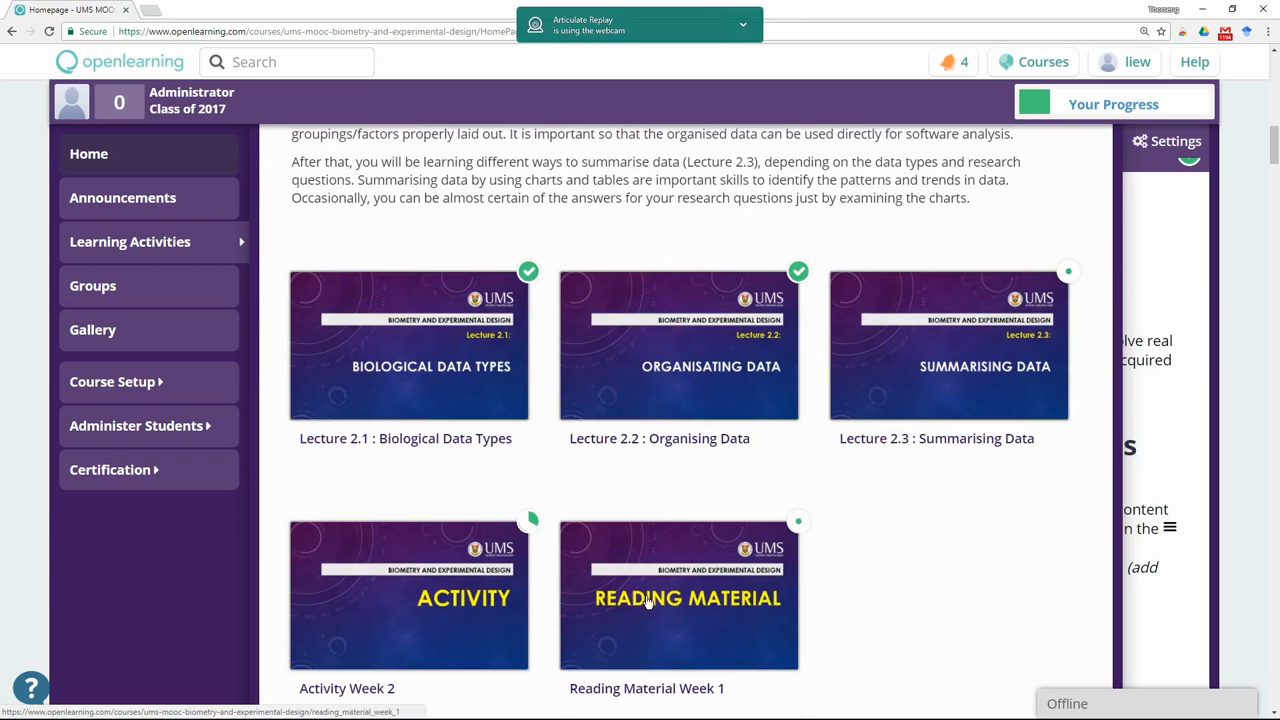 Homepage - UMS MOO
Thorseng
Secure
https://www.openlearning.com/courses/ums-mooc-biometry-and-experimental-design/HomePa
Articulate Replay
is using the webcam
openlearning
Search
4
Courses
liew
Help
0
Administrator
Class of 2017
Your Progress
Home
Announcements
Learning Activities
Groups
Gallery
Course Setup
Administer Students
Certification
Settings
groupings/factors properly laid out. It is important so that the organised data can be used directly for software analysis.
After that, you will be learning different ways to summarise data (Lecture 2.3), depending on the data types and research
questions. Summarising data by using charts and tables are important skills to identify the patterns and trends in data.
Occasionally, you can be almost certain of the answers for your research questions just by examining the charts.
UMS
BIOMETRY AND EXPERIMENTAL DESIGN
Lecture 2.1:
BIOLOGICAL DATA TYPES
Lecture 2.1 : Biological Data Types
UMS
BIOMETRY AND EXPERIMENTAL DESIGN
Lecture 2.2:
ORGANISATING DATA
Lecture 2.2 : Organising Data
UMS
BIOMETRY AND EXPERIMENTAL DESIGN
Lecture 2.3:
SUMMARISING DATA
Lecture 2.3 : Summarising Data
UMS
BIOMETRY AND EXPERIMENTAL DESIGN
ACTIVITY
Activity Week 2
UMS
BIOMETRY AND EXPERIMENTAL DESIGN
READING MATERIAL
Reading Material Week 1
olve real
acquired
s
ontent
n the
(add
Offline
?
https://www.openlearning.com/courses/ums-mooc-biometry-and-experimental-design/reading_material_week_1